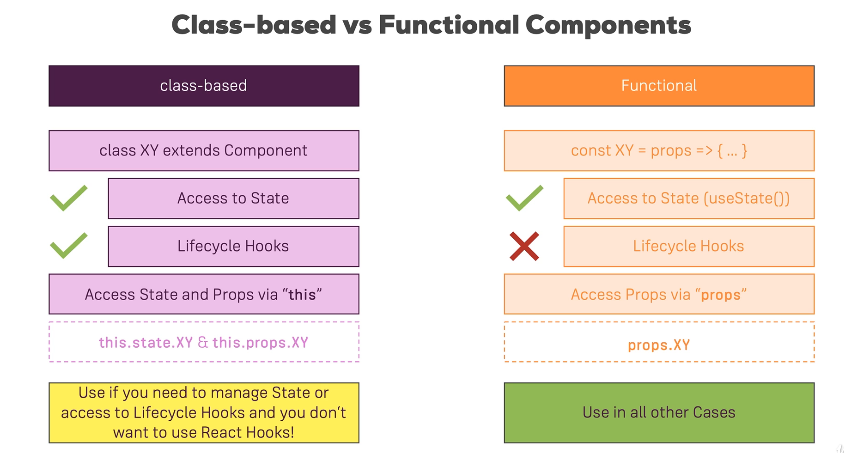 Class-based vs Functional Components
class-based
Functional
class XY extends Component
const XY = props => { … }
Access to State
Access to State (useState())
Lifecycle Hooks
Lifecycle Hooks
Access State and Props via “this”
Access Props via “props”
this.state.XY & this.props.XY
props.XY
Use if you need to manage State or
access to Lifecycle Hooks and you don’t
want to use React Hooks!
Use in all other Cases